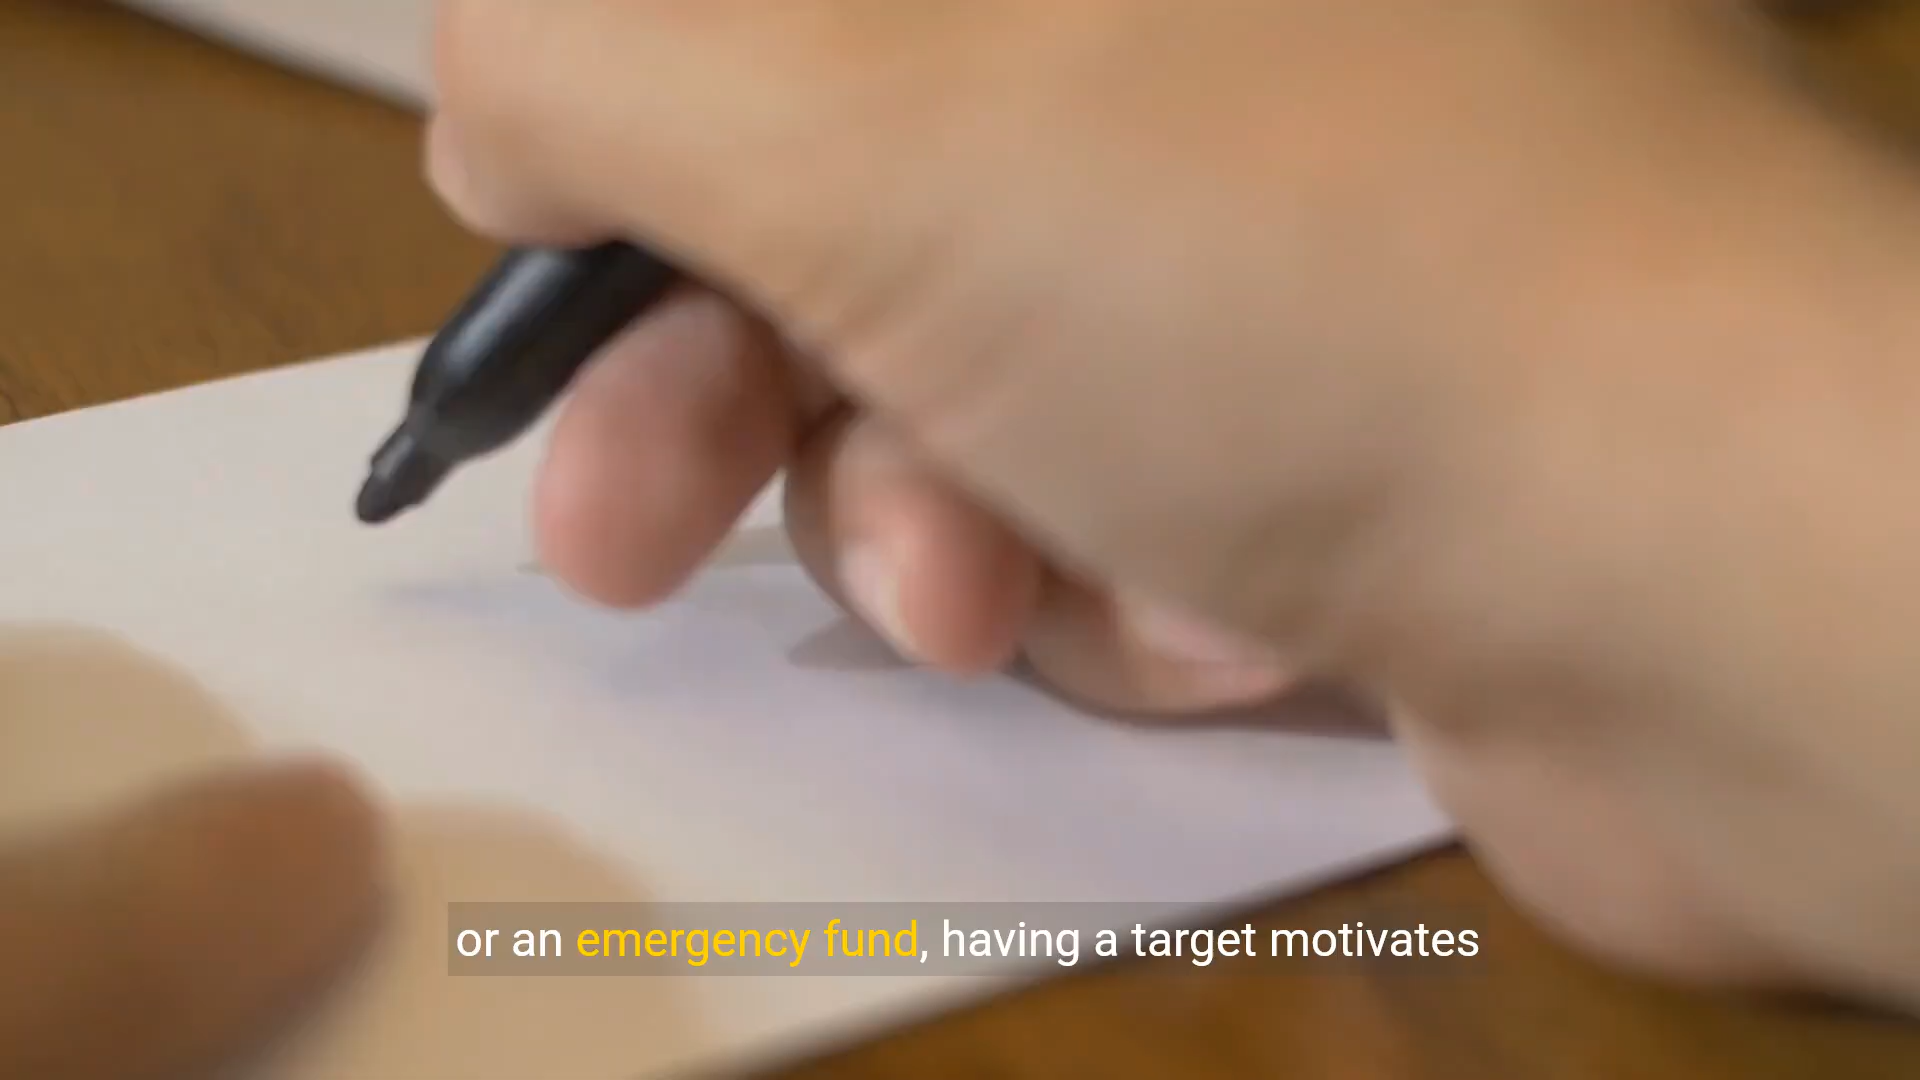 or an emergency fund, having a target motivates